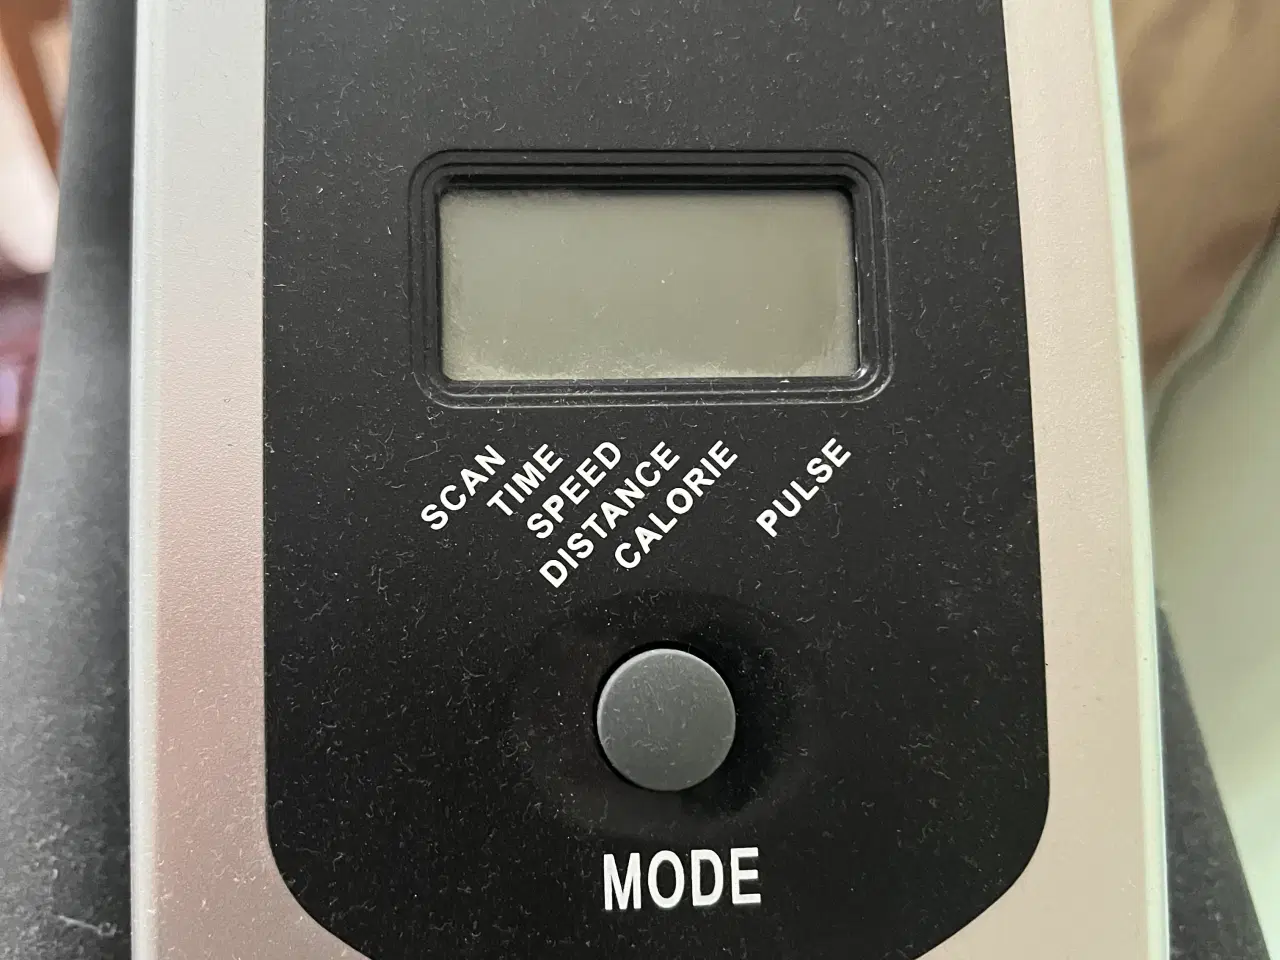 SCAN
TIME
SPEED
DISTANCE
CALORIE
PULSE
MODE